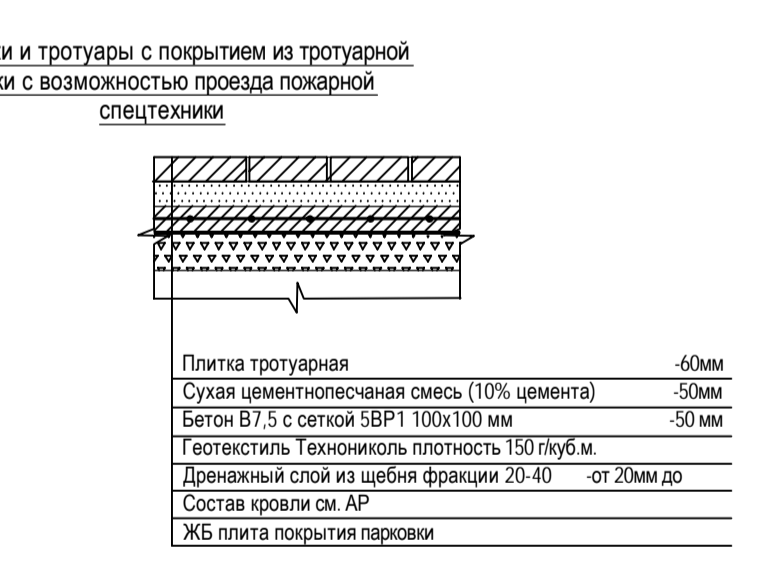 и и тротуары с покрытием из тротуарной
ки с возможностью проезда пожарной
спецтехники
Плитка тротуарная -60мм
Сухая цементнопесчаная смесь (10% цемента) -50мм
Бетон В7,5 с сеткой 5ВР1 100х100 мм -50 мм
Геотекстиль Технониколь плотность 150 г/куб.м.
Дренажный слой из щебня фракции 20-40 -от 20мм до
Состав кровли см. АР
ЖБ плита покрытия парковки